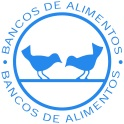 · BANCOS DE ALIMENTOS ·
BANCOS DE ALIMENTOS